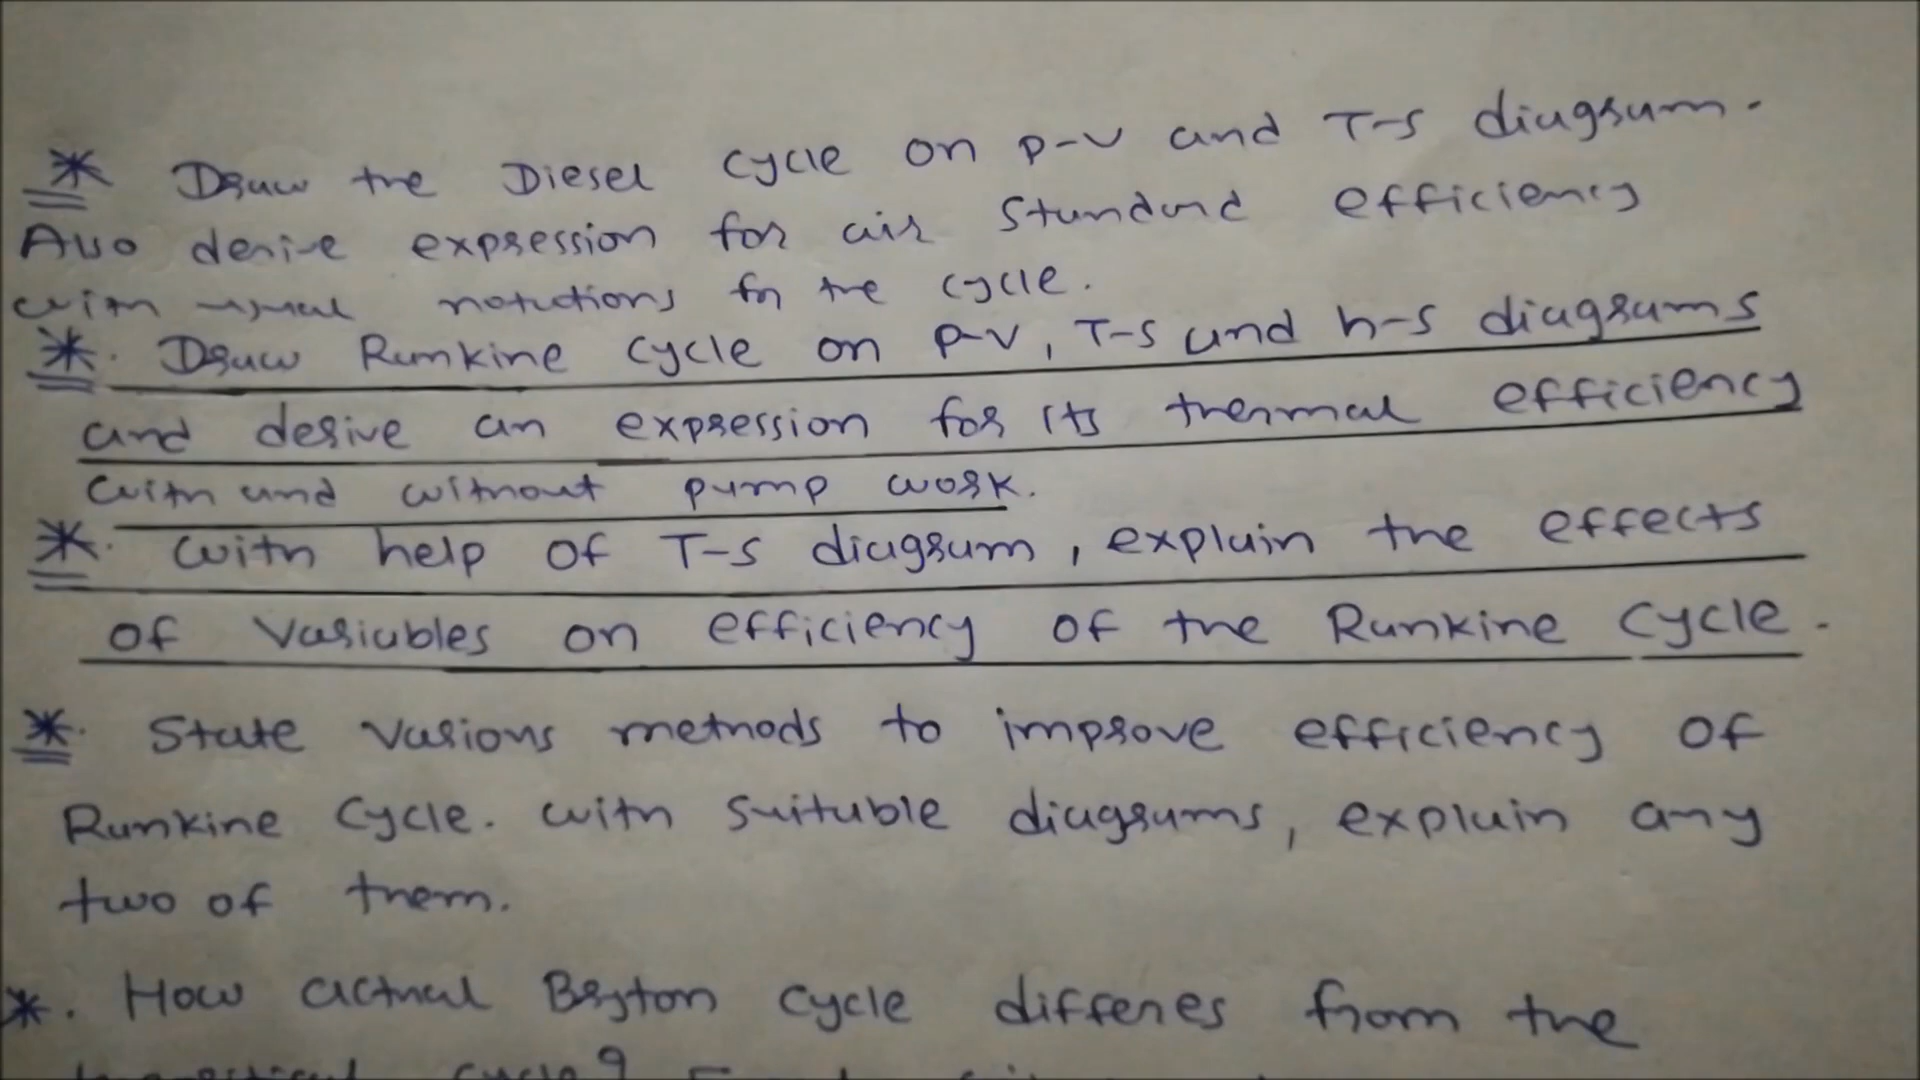 * Draw the Diesel cycle on P-V and T-S diagram.
Also derive expression for air standard efficiency
with usual notations for the cycle.
*. Draw Rankine cycle on P-V, T-S and h-s diagrams
and derive an expression for its thermal efficiency
with and without pump work.
*. with help of T-S diagram, explain the effects
of variables on efficiency of the Rankine cycle.
*. State various methods to improve efficiency of
Rankine cycle. with suitable diagrams, explain any
two of them.
*. How actual Bryton cycle differes from the
cycle?